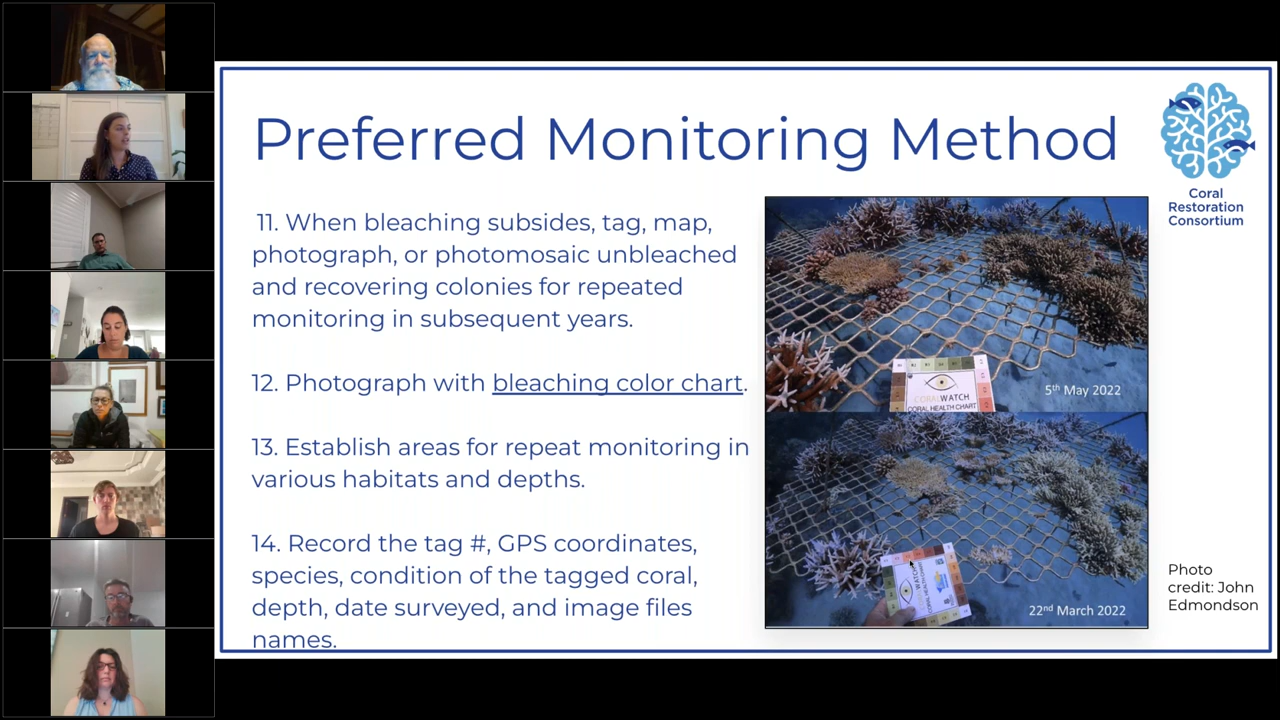 Preferred Monitoring Method
Coral
Restoration
Consortium
11. When bleaching subsides, tag, map,
photograph, or photomosaic unbleached
and recovering colonies for repeated
monitoring in subsequent years.
12. Photograph with bleaching color chart.
13. Establish areas for repeat monitoring in
various habitats and depths.
14. Record the tag #, GPS coordinates,
species, condition of the tagged coral,
depth, date surveyed, and image files
names.
CORALWATCH
CORAL HEALTH CHART
5th May 2022
22nd March 2022
Photo
credit: John
Edmondson